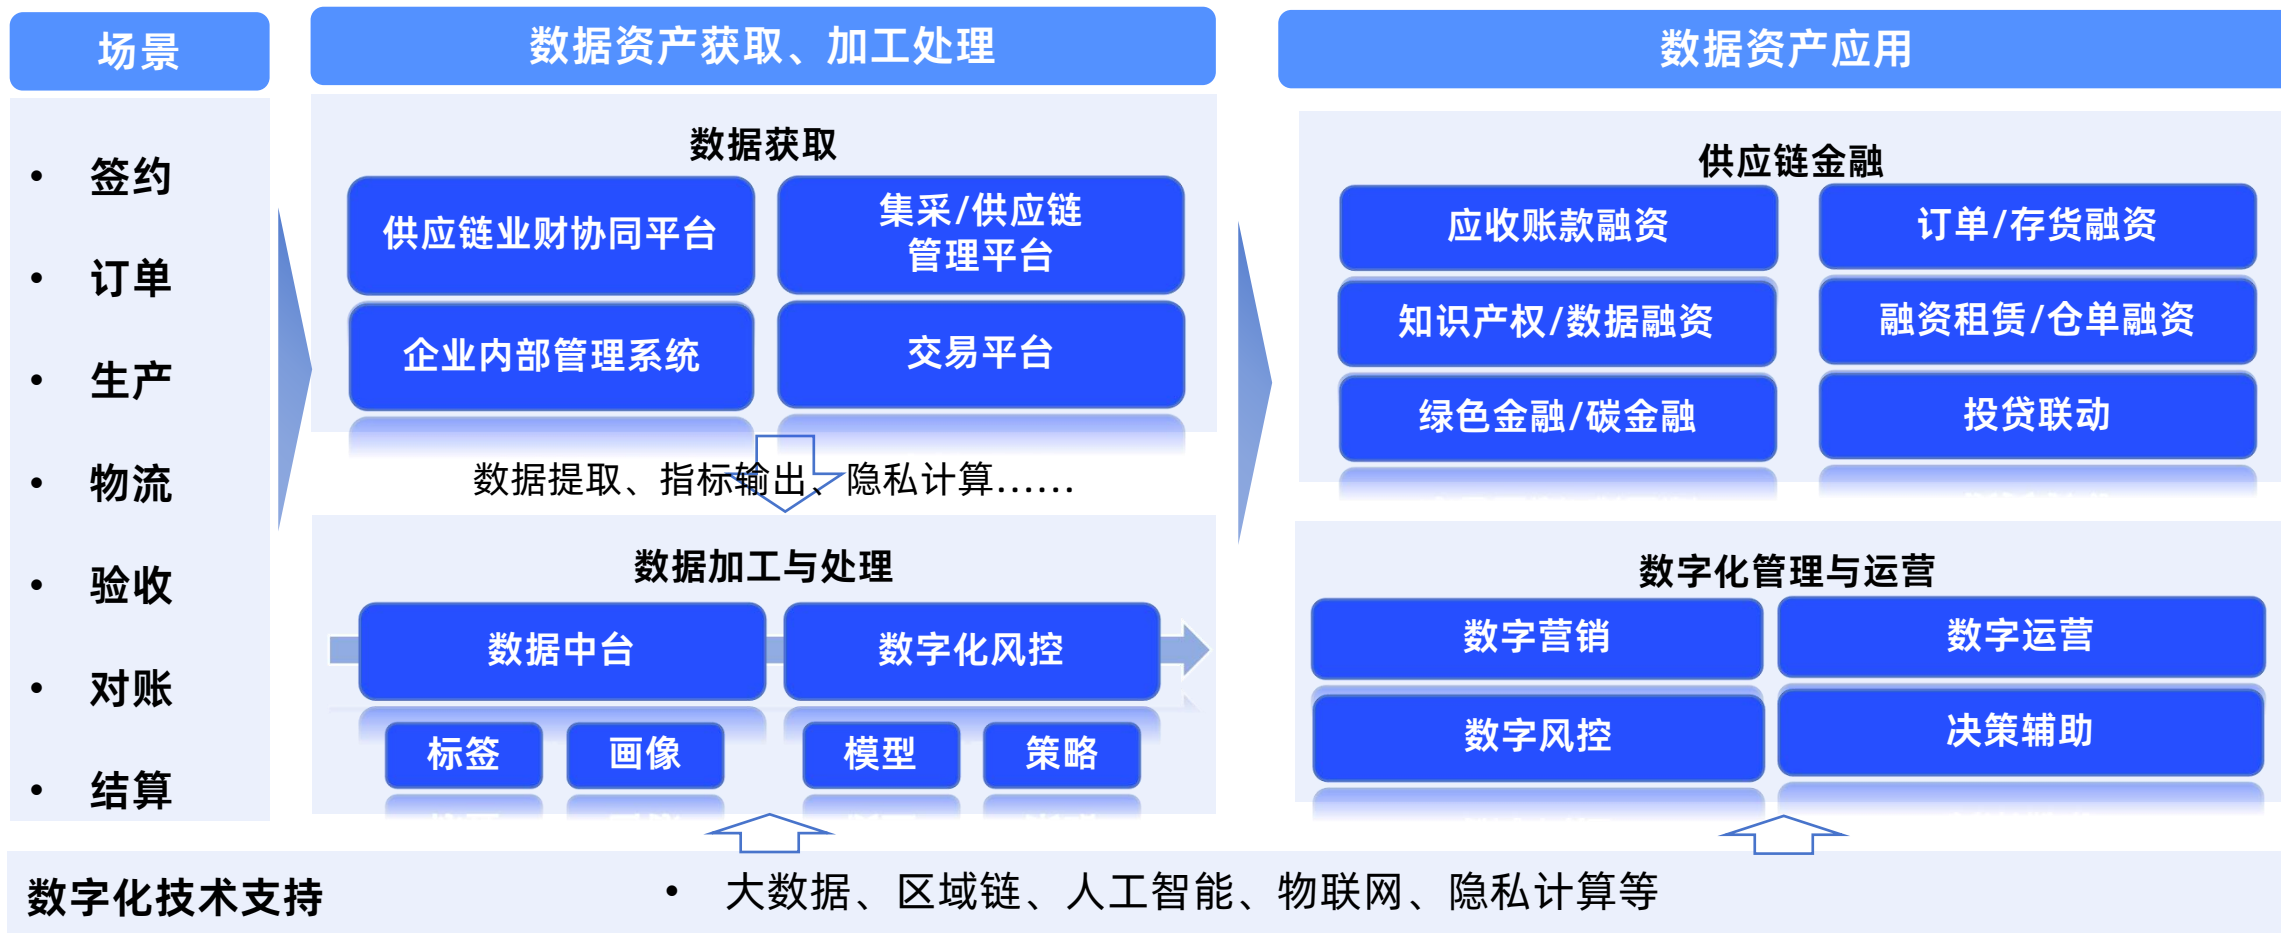 场景
数据资产获取、加工处理
数据资产应用
• 签约
• 订单
• 生产
• 物流
• 验收
• 对账
• 结算
数据获取
供应链业财协同平台
集采/供应链
管理平台
企业内部管理系统
交易平台
数据提取、指标输出、隐私计算……
数据加工与处理
数据中台
数字化风控
标签
画像
模型
策略
供应链金融
应收账款融资
订单/存货融资
知识产权/数据融资
融资租赁/仓单融资
绿色金融/碳金融
投贷联动
数字化管理与运营
数字营销
数字运营
数字风控
决策辅助
数字化技术支持
• 大数据、区域链、人工智能、物联网、隐私计算等